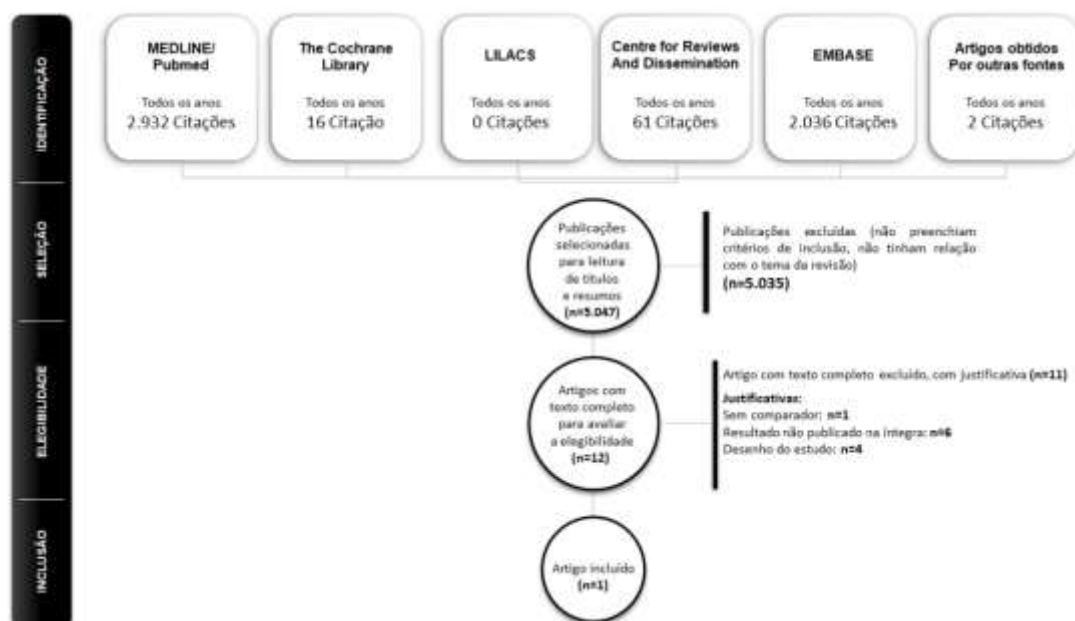 IDENTIFICAÇÃO
MEDLINE/
Pubmed
Todos os anos
2.932 Citações
The Cochrane
Library
Todos os anos
16 Citação
LILACS
Todos os anos
0 Citações
Centre for Reviews
And Dissemination
Todos os anos
61 Citações
EMBASE
Todos os anos
2.036 Citações
Artigos obtidos
Por outras fontes
Todos os anos
2 Citações
SELEÇÃO
Publicações
selecionadas
para leitura
de títulos
e resumos
(n=5.047)
Publicações excluídas (não preenchiam
critérios de inclusão, não tinham relação
com o tema da revisão)
(n=5.035)
ELEGIBILIDADE
Artigos com
texto completo
para avaliar
a elegibilidade
(n=12)
Artigo com texto completo excluído, com justificativa (n=11)
Justificativas:
Sem comparador: n=1
Resultado não publicado na íntegra: n=6
Desenho do estudo: n=4
INCLUSÃO
Artigo incluído
(n=1)